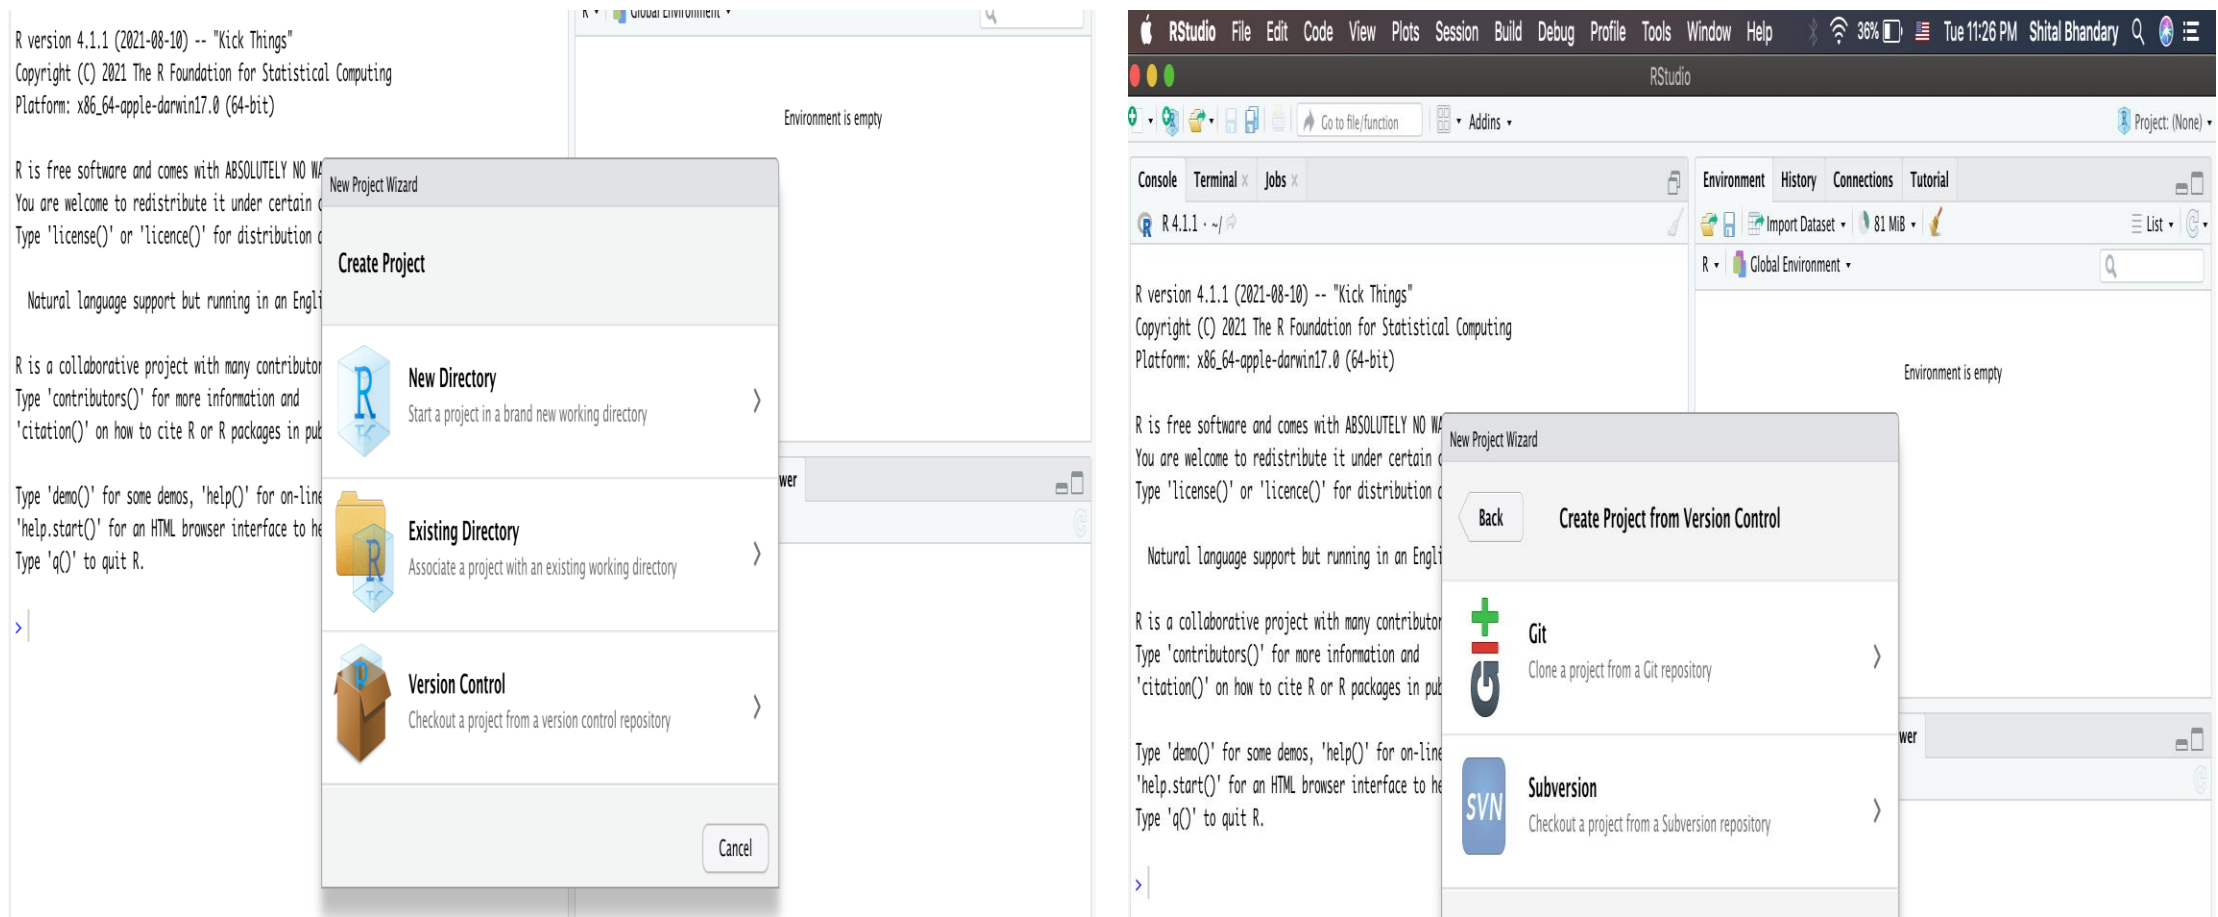 R Global Environment
R version 4.1.1 (2021-08-10) -- "Kick Things"
Copyright (C) 2021 The R Foundation for Statistical Computing
Platform: x86_64-apple-darwin17.0 (64-bit)
Environment is empty
R is free software and comes with ABSOLUTELY NO WA
You are welcome to redistribute it under certain
Type 'license()' or 'licence()' for distribution
Natural language support but running in an Engli
R is a collaborative project with many contributor
Type 'contributors()' for more information and
'citation()' on how to cite R or R packages in pub
Type 'demo()' for some demos, 'help()' for on-line
'help.start()' for an HTML browser interface to he
Type 'q()' to quit R.
>
New Project Wizard
Create Project
New Directory
Start a project in a brand new working directory
Existing Directory
Associate a project with an existing working directory
Version Control
Checkout a project from a version control repository
Cancel
wer
RStudio File Edit Code View Plots Session Build Debug Profile Tools Window Help 36% Tue 11:26 PM Shital Bhandary
RStudio
Go to file/function Addins Project: (None)
Console Terminal Jobs
R 4.1.1 · ~/
Environment History Connections Tutorial
Import Dataset 81 MiB List
R Global Environment
Environment is empty
R version 4.1.1 (2021-08-10) -- "Kick Things"
Copyright (C) 2021 The R Foundation for Statistical Computing
Platform: x86_64-apple-darwin17.0 (64-bit)
R is free software and comes with ABSOLUTELY NO WA
You are welcome to redistribute it under certain
Type 'license()' or 'licence()' for distribution
Natural language support but running in an Engli
R is a collaborative project with many contributor
Type 'contributors()' for more information and
'citation()' on how to cite R or R packages in pub
Type 'demo()' for some demos, 'help()' for on-line
'help.start()' for an HTML browser interface to he
Type 'q()' to quit R.
>
New Project Wizard
Back Create Project from Version Control
Git
Clone a project from a Git repository
SVN
Subversion
Checkout a project from a Subversion repository
wer